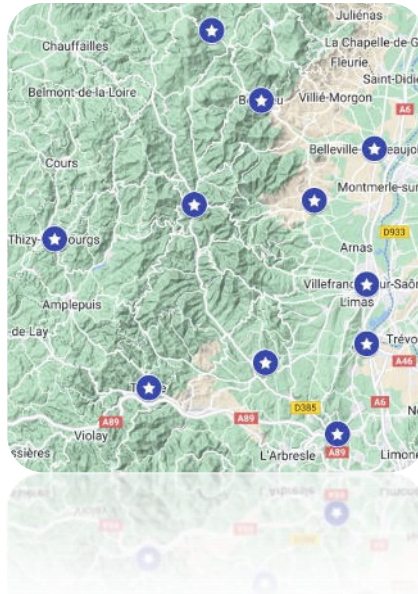 Juliénas
Chauffailles
La Chapelle-de-G
Fleurie
Saint-Didie
Belmont-de-la-Loire
Villié-Morgon
A6
Belleville
eaujol
Cours
Montmerle-sur
D933
Thizy
ourgs
Arnas
Villefran
ur-Saôn
Limas
Amplepuis
-de-Lay
Trévo
A46
D385
A6
A89
A89
Violay
ssières
L'Arbresle
A89
Limone